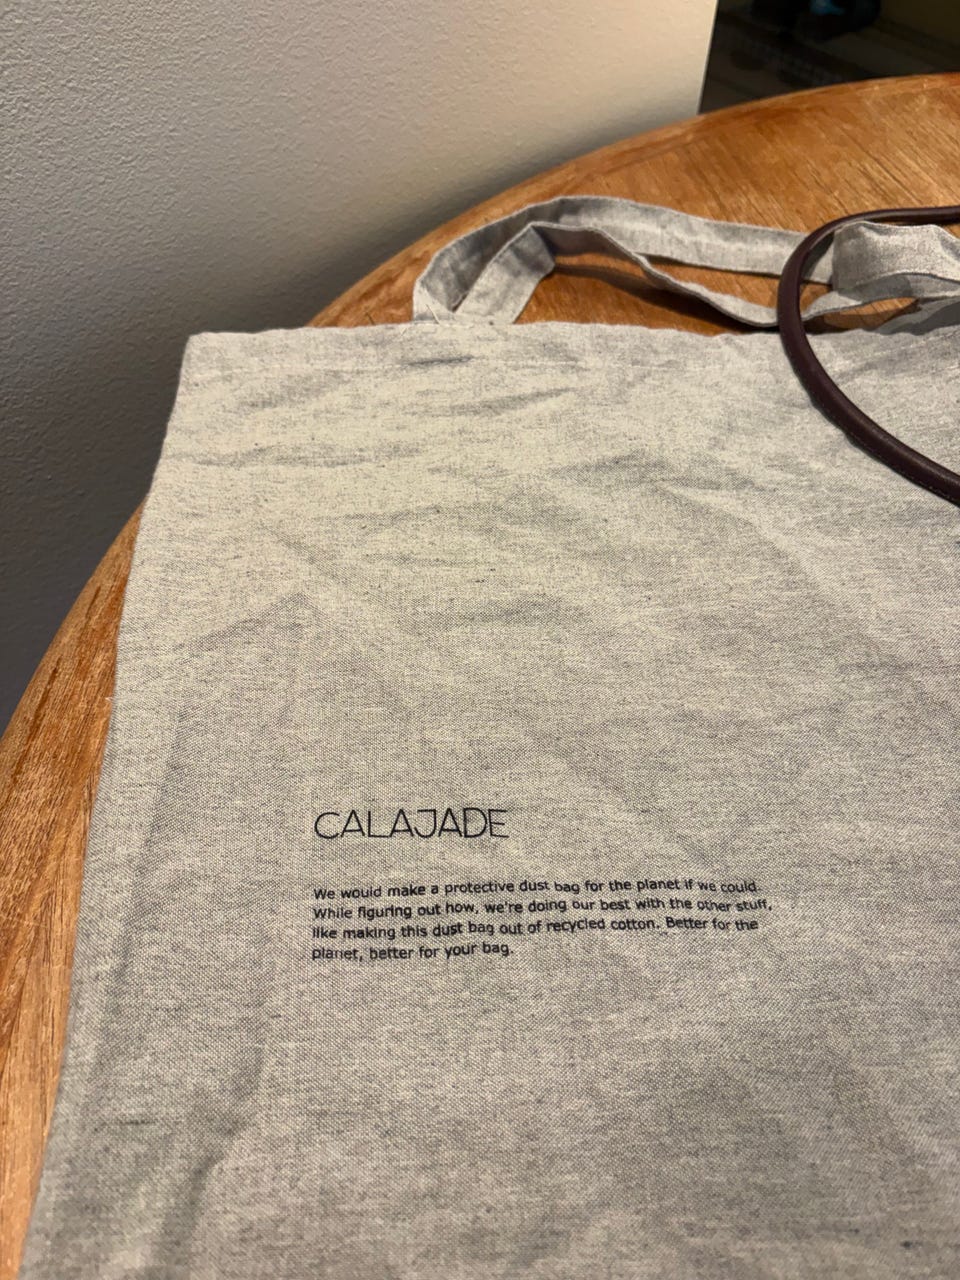 CALAJADE
We would make a protective dust bag for the planet if we could.
While figuring out how, we're doing our best with the other stuff,
like making this dust bag out of recycled cotton. Better for the
planet, better for your bag.